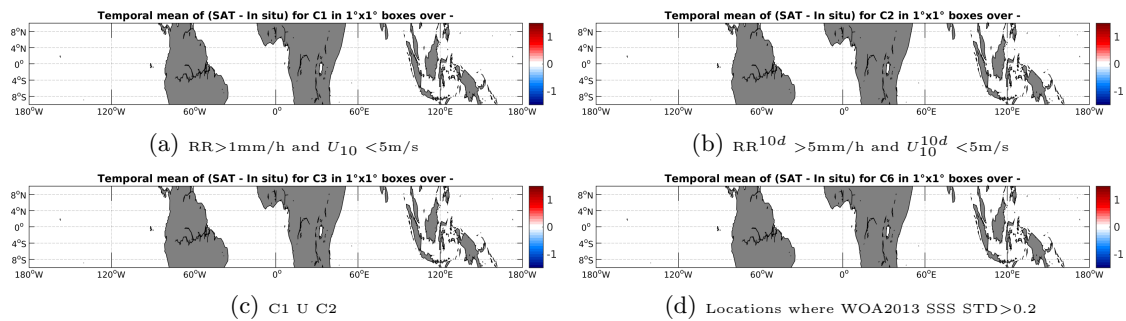 Temporal mean of (SAT - In situ) for C1 in 1°x1° boxes over -
8°N
4°N
0°
4°S
8°S
180°W 120°W 60°W 0° 60°E 120°E 180°W
1
0
-1
(a) RR>1mm/h and U10 <5m/s
Temporal mean of (SAT - In situ) for C2 in 1°x1° boxes over -
8°N
4°N
0°
4°S
8°S
180°W 120°W 60°W 0° 60°E 120°E 180°W
1
0
-1
(b) RR^10d >5mm/h and U10^10d <5m/s
Temporal mean of (SAT - In situ) for C3 in 1°x1° boxes over -
8°N
4°N
0°
4°S
8°S
180°W 120°W 60°W 0° 60°E 120°E 180°W
1
0
-1
(c) C1 U C2
Temporal mean of (SAT - In situ) for C6 in 1°x1° boxes over -
8°N
4°N
0°
4°S
8°S
180°W 120°W 60°W 0° 60°E 120°E 180°W
1
0
-1
(d) Locations where WOA2013 SSS STD>0.2